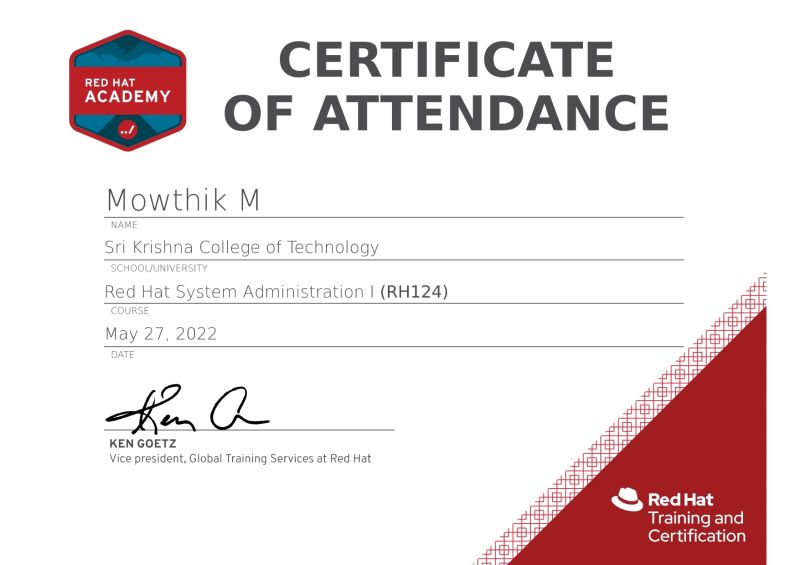 RED HAT
ACADEMY
../
CERTIFICATE
OF ATTENDANCE
Mowthik M
NAME
Sri Krishna College of Technology
SCHOOL/UNIVERSITY
Red Hat System Administration I (RH124)
COURSE
May 27, 2022
DATE
KEN GOETZ
Vice president, Global Training Services at Red Hat
Red Hat
Training and
Certification